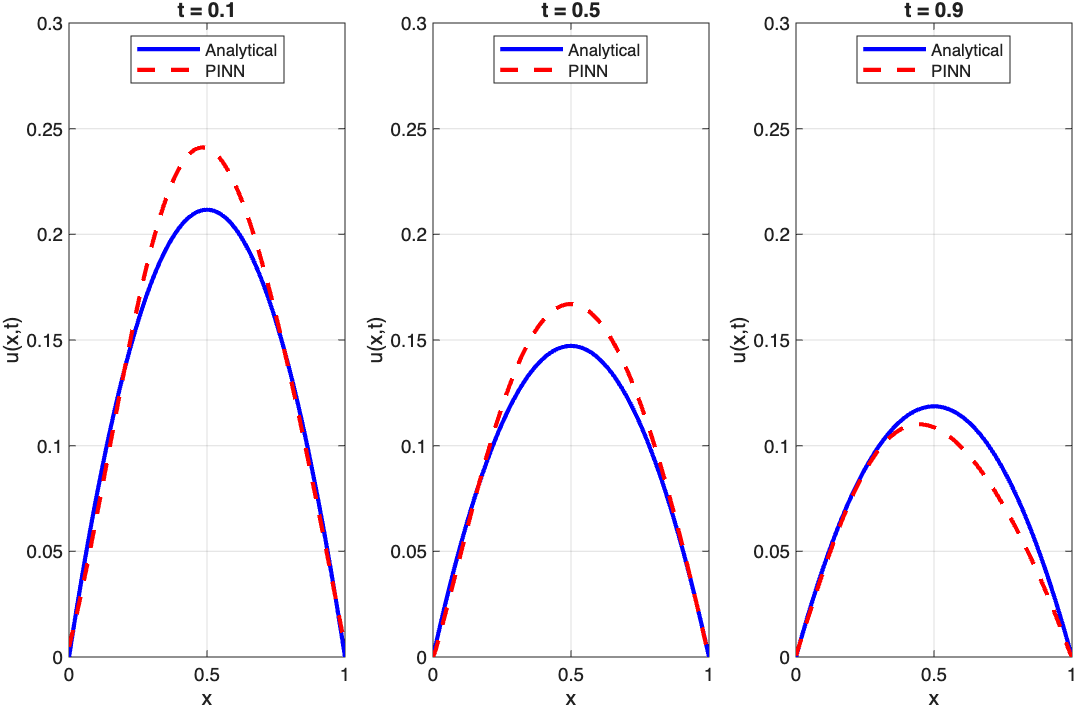 t = 0.1
Analytical
PINN
0.3
0.25
0.2
0.15
0.1
0.05
0
u(x,t)
0 0.5 1
x
t = 0.5
Analytical
PINN
0.3
0.25
0.2
0.15
0.1
0.05
0
u(x,t)
0 0.5 1
x
t = 0.9
Analytical
PINN
0.3
0.25
0.2
0.15
0.1
0.05
0
u(x,t)
0 0.5 1
x